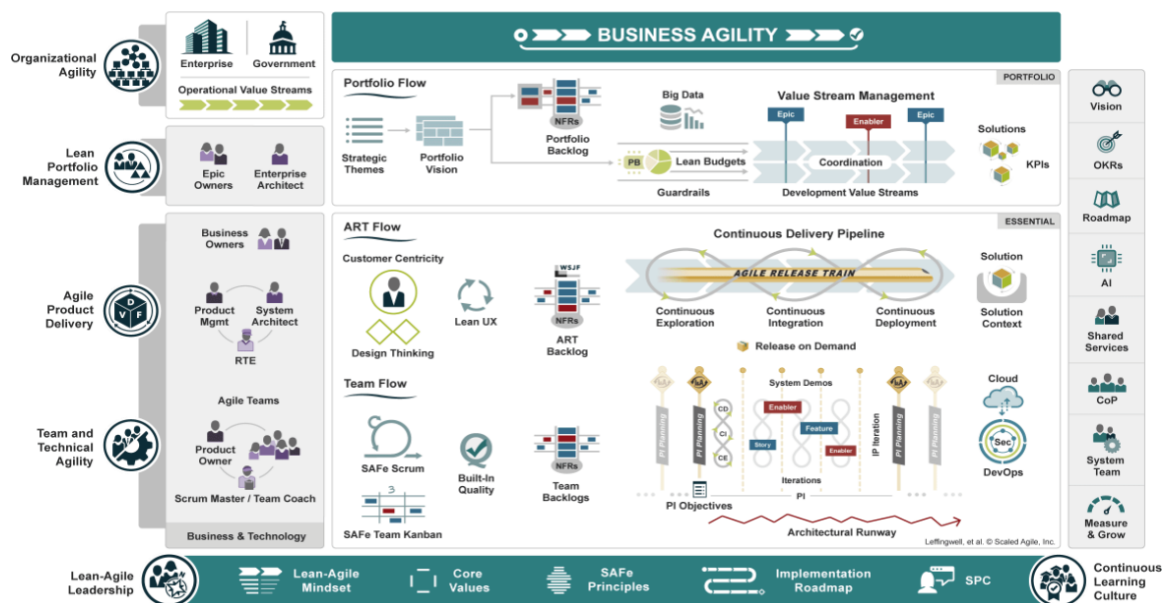 Organizational
Agility
Enterprise
Government
Operational Value Streams
BUSINESS AGILITY
Lean
Portfolio
Management
Epic
Owners
Enterprise
Architect
Portfolio Flow
PORTFOLIO
Strategic
Themes
Portfolio
Vision
NFRs
Portfolio
Backlog
Big Data
PB
Lean Budgets
Guardrails
Value Stream Management
Epic
Enabler
Epic
Coordination
Development Value Streams
Solutions
KPIs
Agile
Product
Delivery
D
V
F
Business
Owners
Product
Mgmt
System
Architect
RTE
ART Flow
ESSENTIAL
Customer Centricity
Design Thinking
Lean UX
WSJF
NFRs
ART
Backlog
Continuous Delivery Pipeline
AGILE RELEASE TRAIN
Continuous
Exploration
Continuous
Integration
Continuous
Deployment
Release on Demand
Solution
Solution
Context
Team and
Technical
Agility
Agile Teams
Product
Owner
Scrum Master / Team Coach
Business & Technology
Team Flow
SAFe Scrum
3
SAFe Team Kanban
Built-In
Quality
NFRs
Team
Backlogs
I&A
I&A
I&A
I&A
PI Planning
PI Planning
PI Planning
PI Planning
CD
CI
CE
System Demos
Enabler
Feature
Story
Enabler
Iterations
IP Iteration
PI
PI Objectives
Architectural Runway
Cloud
Sec
DevOps
Leffingwell, et al. © Scaled Agile, Inc.
Vision
OKRs
Roadmap
AI
Shared
Services
CoP
System
Team
Measure
& Grow
Lean-Agile
Leadership
Lean-Agile
Mindset
Core
Values
SAFe
Principles
Implementation
Roadmap
SPC
Continuous
Learning
Culture